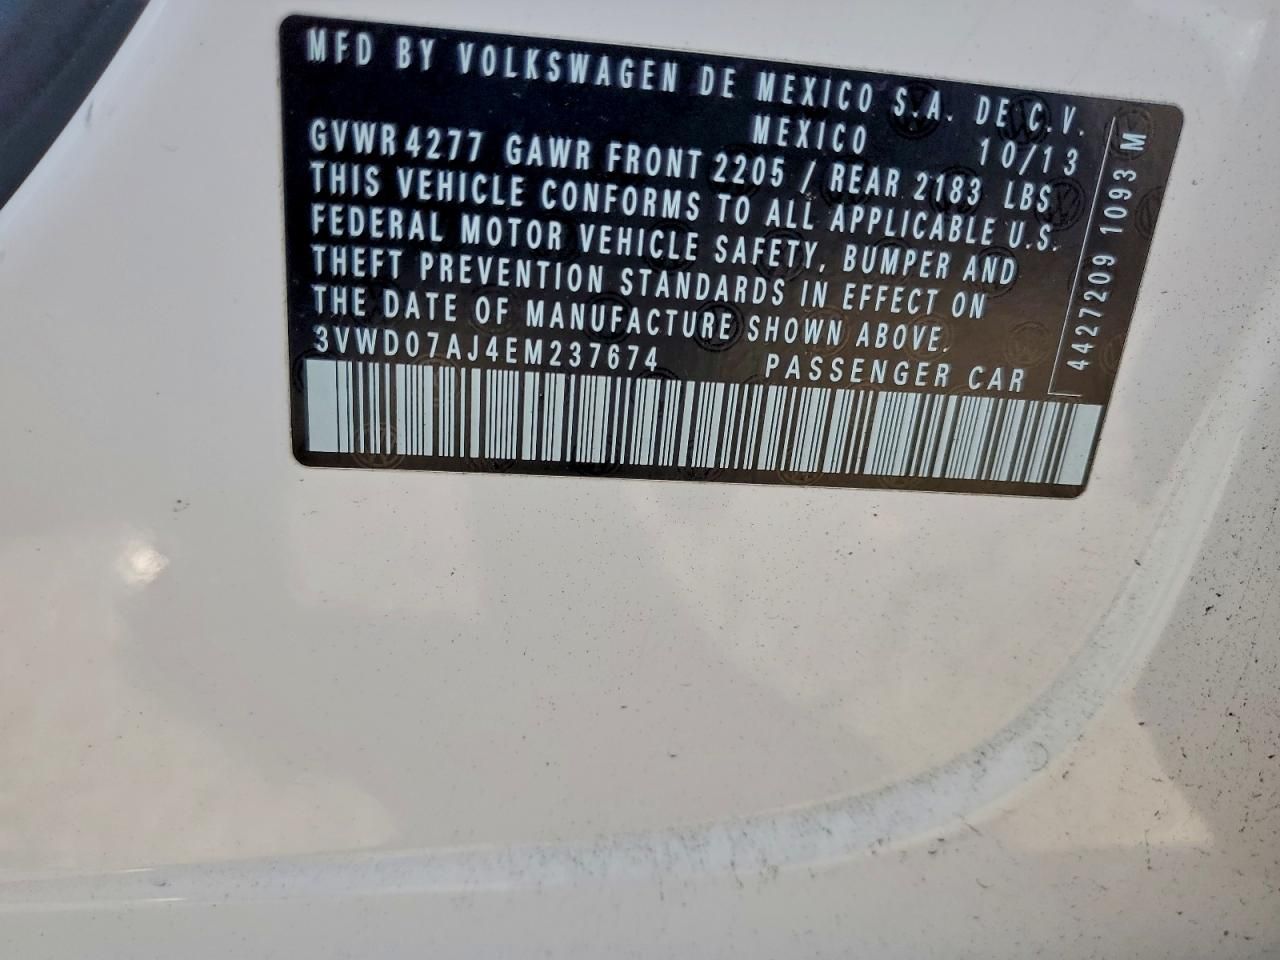 MFD BY VOLKSWAGEN DE MEXICO S.A. DE C.V.
MEXICO 10/13
GVWR 4277 GAWR FRONT 2205 / REAR 2183 LBS
THIS VEHICLE CONFORMS TO ALL APPLICABLE U.S.
FEDERAL MOTOR VEHICLE SAFETY, BUMPER AND
THEFT PREVENTION STANDARDS IN EFFECT ON
THE DATE OF MANUFACTURE SHOWN ABOVE.
3VWD07AJ4EM237674 PASSENGER CAR
4427209 1093 M